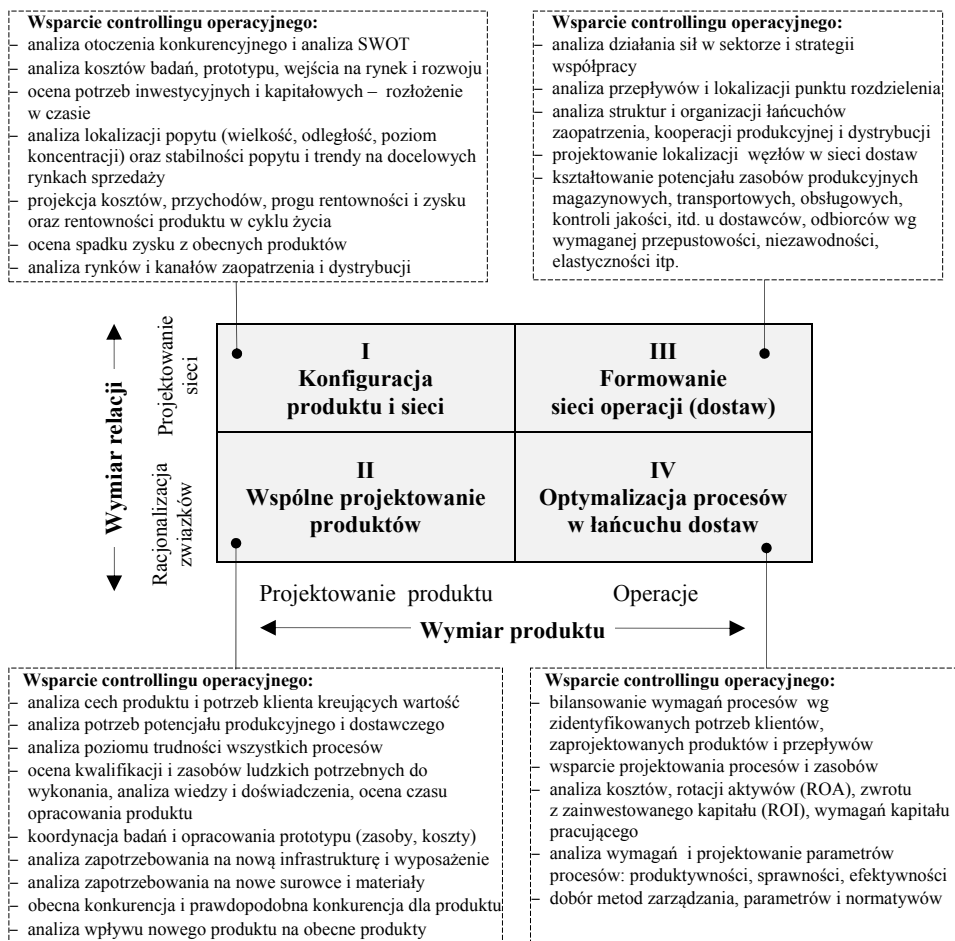 Wsparcie controllingu operacyjnego:
– analiza otoczenia konkurencyjnego i analiza SWOT
– analiza kosztów badań, prototypu, wejścia na rynek i rozwoju
– ocena potrzeb inwestycyjnych i kapitałowych – rozłożenie
w czasie
– analiza lokalizacji popytu (wielkość, odległość, poziom
koncentracji) oraz stabilności popytu i trendy na docelowych
rynkach sprzedaży
– projekcja kosztów, przychodów, progu rentowności i zysku
oraz rentowności produktu w cyklu życia
– ocena spadku zysku z obecnych produktów
– analiza rynków i kanałów zaopatrzenia i dystrybucji
Wsparcie controllingu operacyjnego:
– analiza działania sił w sektorze i strategii
współpracy
– analiza przepływów i lokalizacji punktu rozdzielenia
– analiza struktur i organizacji łańcuchów
zaopatrzenia, kooperacji produkcyjnej i dystrybucji
– projektowanie lokalizacji węzłów w sieci dostaw
– kształtowanie potencjału zasobów produkcyjnych
magazynowych, transportowych, obsługowych,
kontroli jakości, itd. u dostawców, odbiorców wg
wymaganej przepustowości, niezawodności,
elastyczności itp.
Wymiar relacji
Projektowanie
sieci
Racjonalizacja
związków
I
Konfiguracja
produktu i sieci
III
Formowanie
sieci operacji (dostaw)
II
Wspólne projektowanie
produktów
IV
Optymalizacja procesów
w łańcuchu dostaw
Projektowanie produktu
Operacje
Wymiar produktu
Wsparcie controllingu operacyjnego:
– analiza cech produktu i potrzeb klienta kreujących wartość
– analiza potrzeb potencjału produkcyjnego i dostawczego
– analiza poziomu trudności wszystkich procesów
– ocena kwalifikacji i zasobów ludzkich potrzebnych do
wykonania, analiza wiedzy i doświadczenia, ocena czasu
opracowania produktu
– koordynacja badań i opracowania prototypu (zasoby, koszty)
– analiza zapotrzebowania na nową infrastrukturę i wyposażenie
– analiza zapotrzebowania na nowe surowce i materiały
– obecna konkurencja i prawdopodobna konkurencja dla produktu
– analiza wpływu nowego produktu na obecne produkty
Wsparcie controllingu operacyjnego:
– bilansowanie wymagań procesów wg
zidentyfikowanych potrzeb klientów,
zaprojektowanych produktów i przepływów
– wsparcie projektowania procesów i zasobów
– analiza kosztów, rotacji aktywów (ROA), zwrotu
z zainwestowanego kapitału (ROI), wymagań kapitału
pracującego
– analiza wymagań i projektowanie parametrów
procesów: produktywności, sprawności, efektywności
– dobór metod zarządzania, parametrów i normatywów